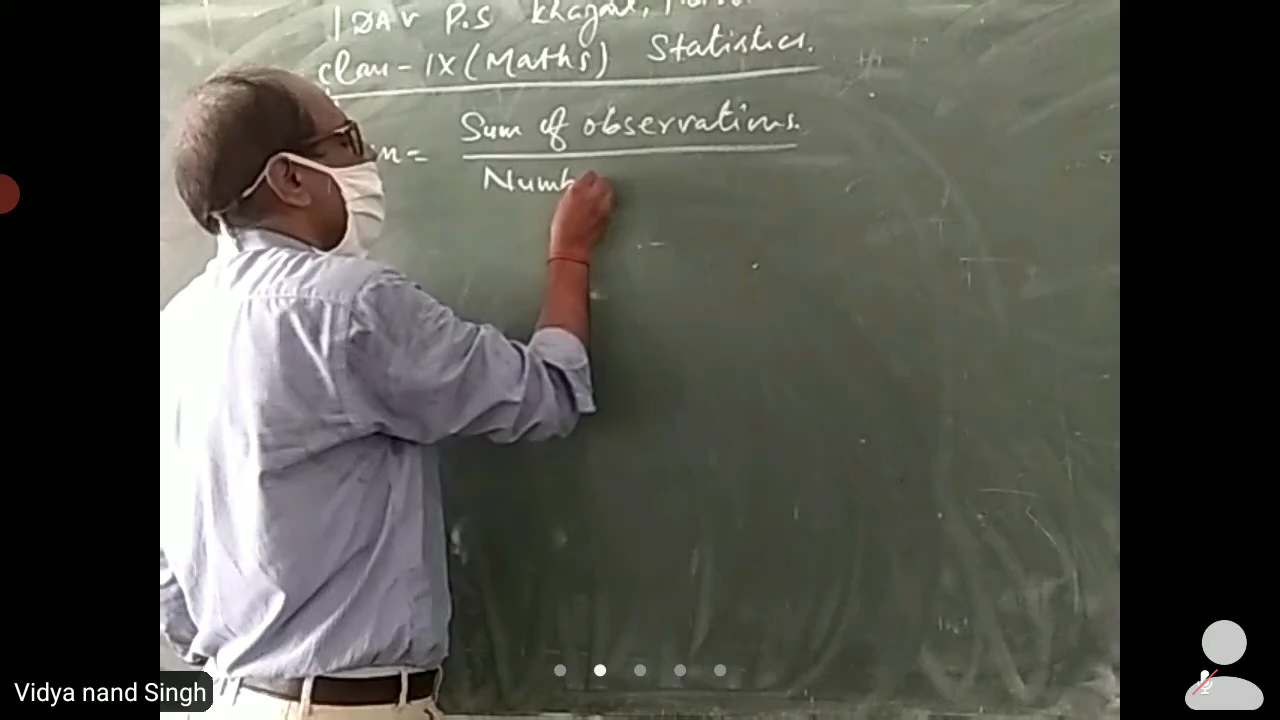 DAV P.S Khagaul,
Class - IX (Maths) Statistics.
= Sum of observations.
Numb
Vidya nand Singh